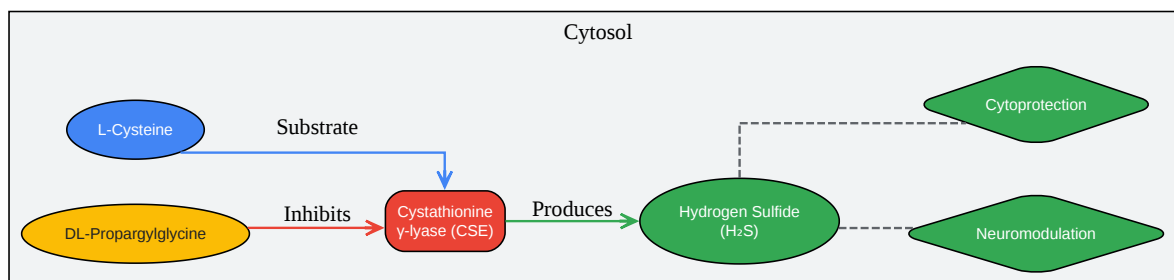 Cytosol
Cytoprotection
L-Cysteine
Substrate
DL-Propargylglycine
Inhibits
Cystathionine
γ-lyase (CSE)
Produces
Hydrogen Sulfide
(H₂S)
Neuromodulation